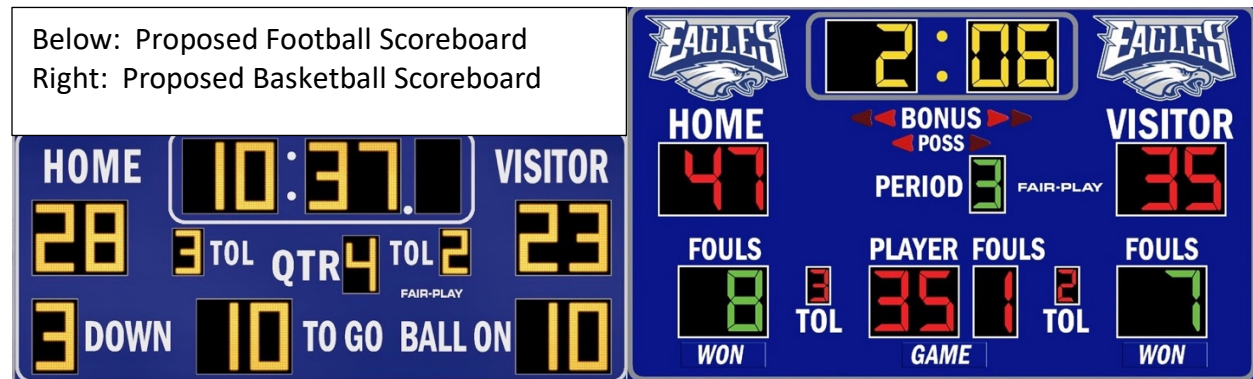 Below: Proposed Football Scoreboard
Right: Proposed Basketball Scoreboard
HOME 10:37. VISITOR
28 23
3 TOL QTR 4 TOL 2
FAIR-PLAY
3 DOWN 10 TO GO BALL ON 10
EAGLES 2:06 EAGLES
HOME BONUS VISITOR
POSS
47 PERIOD 3 FAIR-PLAY 35
FOULS PLAYER FOULS FOULS
8 3 35 1 2 7
TOL TOL
WON GAME WON